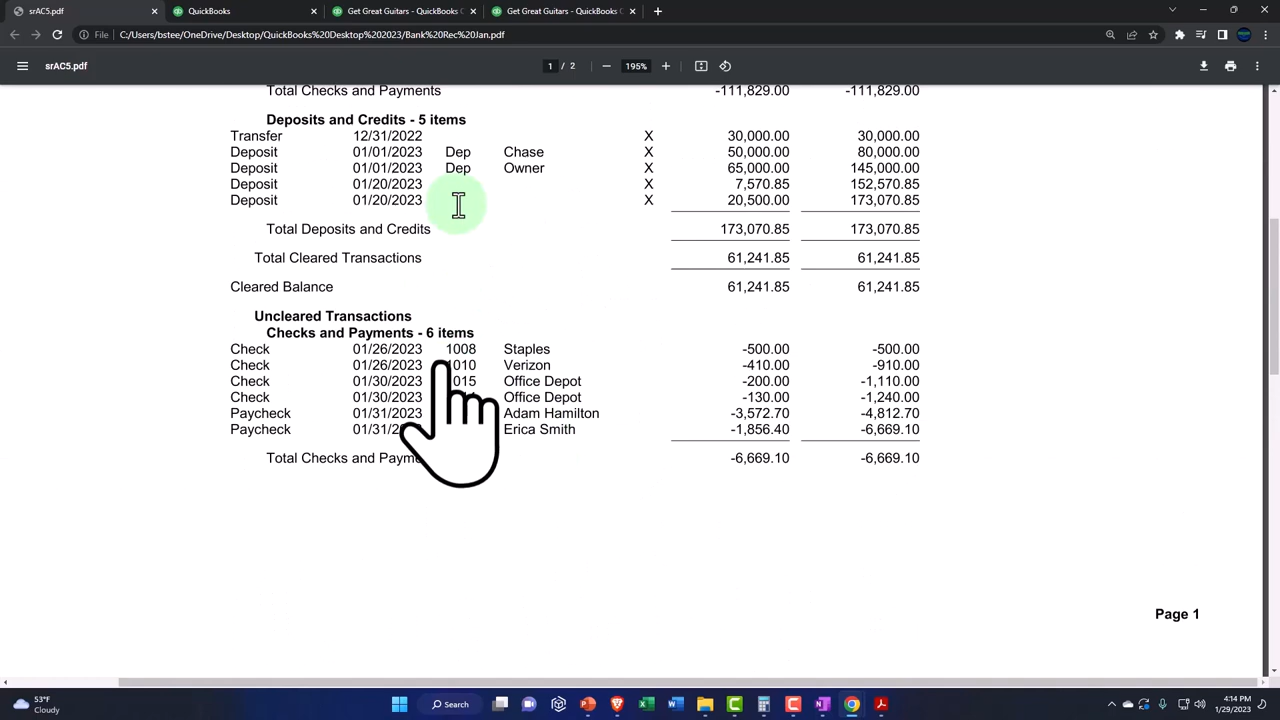 srAC5.pdf
QuickBooks
Get Great Guitars - QuickBooks C
Get Great Guitars - QuickBooks C
File
C:/Users/bstee/OneDrive/Desktop/QuickBooks%20Desktop%202023/Bank%20Rec%20Jan.pdf
srAC5.pdf
1 / 2
195%
Total Checks and Payments -111,829.00 -111,829.00
Deposits and Credits - 5 items
Transfer 12/31/2022 X 30,000.00 30,000.00
Deposit 01/01/2023 Dep Chase X 50,000.00 80,000.00
Deposit 01/01/2023 Dep Owner X 65,000.00 145,000.00
Deposit 01/20/2023 X 7,570.85 152,570.85
Deposit 01/20/2023 X 20,500.00 173,070.85
Total Deposits and Credits 173,070.85 173,070.85
Total Cleared Transactions 61,241.85 61,241.85
Cleared Balance 61,241.85 61,241.85
Uncleared Transactions
Checks and Payments - 6 items
Check 01/26/2023 1008 Staples -500.00 -500.00
Check 01/26/2023 1010 Verizon -410.00 -910.00
Check 01/30/2023 015 Office Depot -200.00 -1,110.00
Check 01/30/2023 Office Depot -130.00 -1,240.00
Paycheck 01/31/2023 Adam Hamilton -3,572.70 -4,812.70
Paycheck 01/31/2 Erica Smith -1,856.40 -6,669.10
Total Checks and Payme -6,669.10 -6,669.10
Page 1
53°F
Cloudy
Search
4:14 PM
1/29/2023